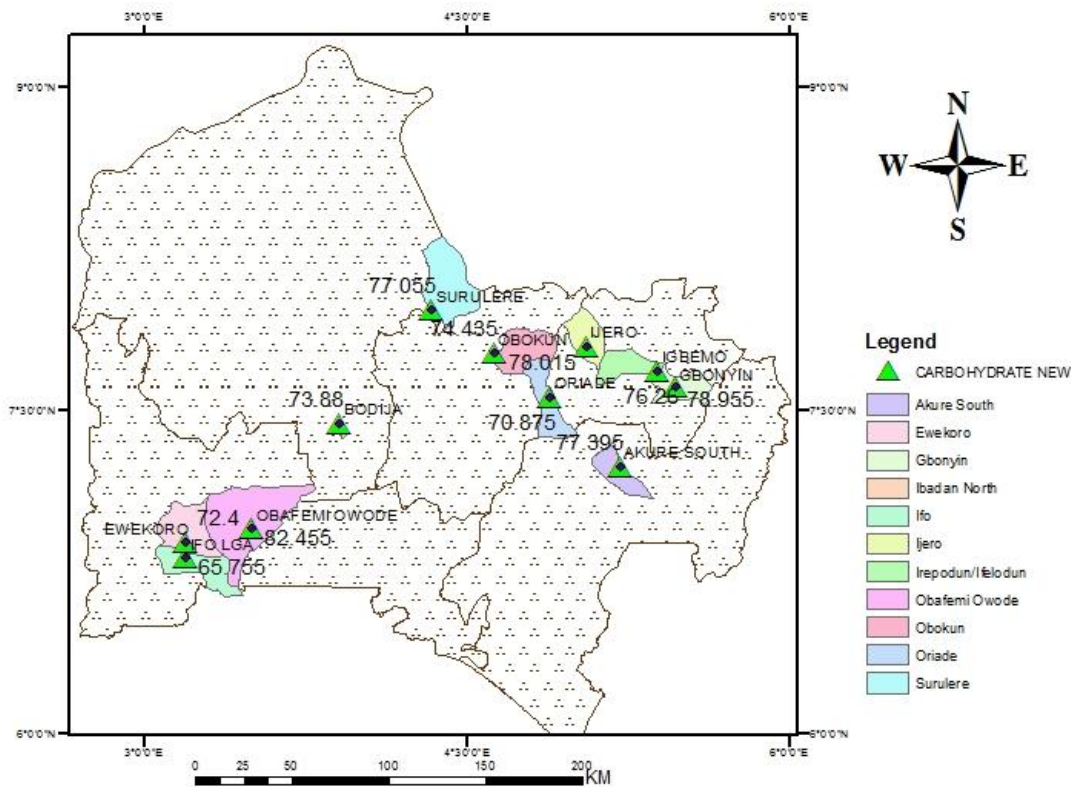 3°0'0"E 4°30'0"E 6°0'0"E
9°0'0"N 9°0'0"N
N
W E
S
77.055
SURULERE
74.435
OBOKUN
IJERO
78.015
IGBEMO
GBONYIN
ORIADE
76.26 78.955
7°30'0"N 7°30'0"N
73.88
BODIJA
70.875
77.395
AKURE SOUTH
72.4
OBAFEMI OWODE
EWEKORO
82.455
IFO LGA
65.755
6°0'0"N 6°0'0"N
3°0'0"E 4°30'0"E 6°0'0"E
0 25 50 100 150 200
KM
Legend
CARBOHYDRATE NEW
Akure South
Ewekoro
Gbonyin
Ibadan North
Ifo
Ijero
Irepodun/Ifelodun
Obafemi Owode
Obokun
Oriade
Surulere